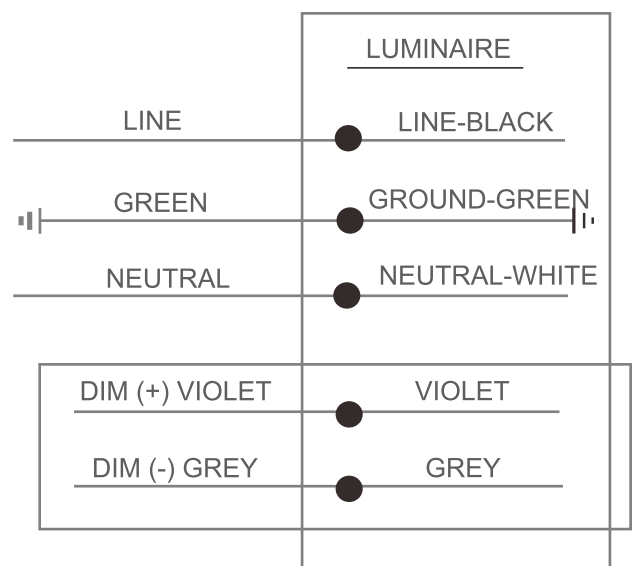 LUMINAIRE
LINE
LINE-BLACK
GREEN
GROUND-GREEN
NEUTRAL
NEUTRAL-WHITE
DIM (+) VIOLET
VIOLET
DIM (-) GREY
GREY